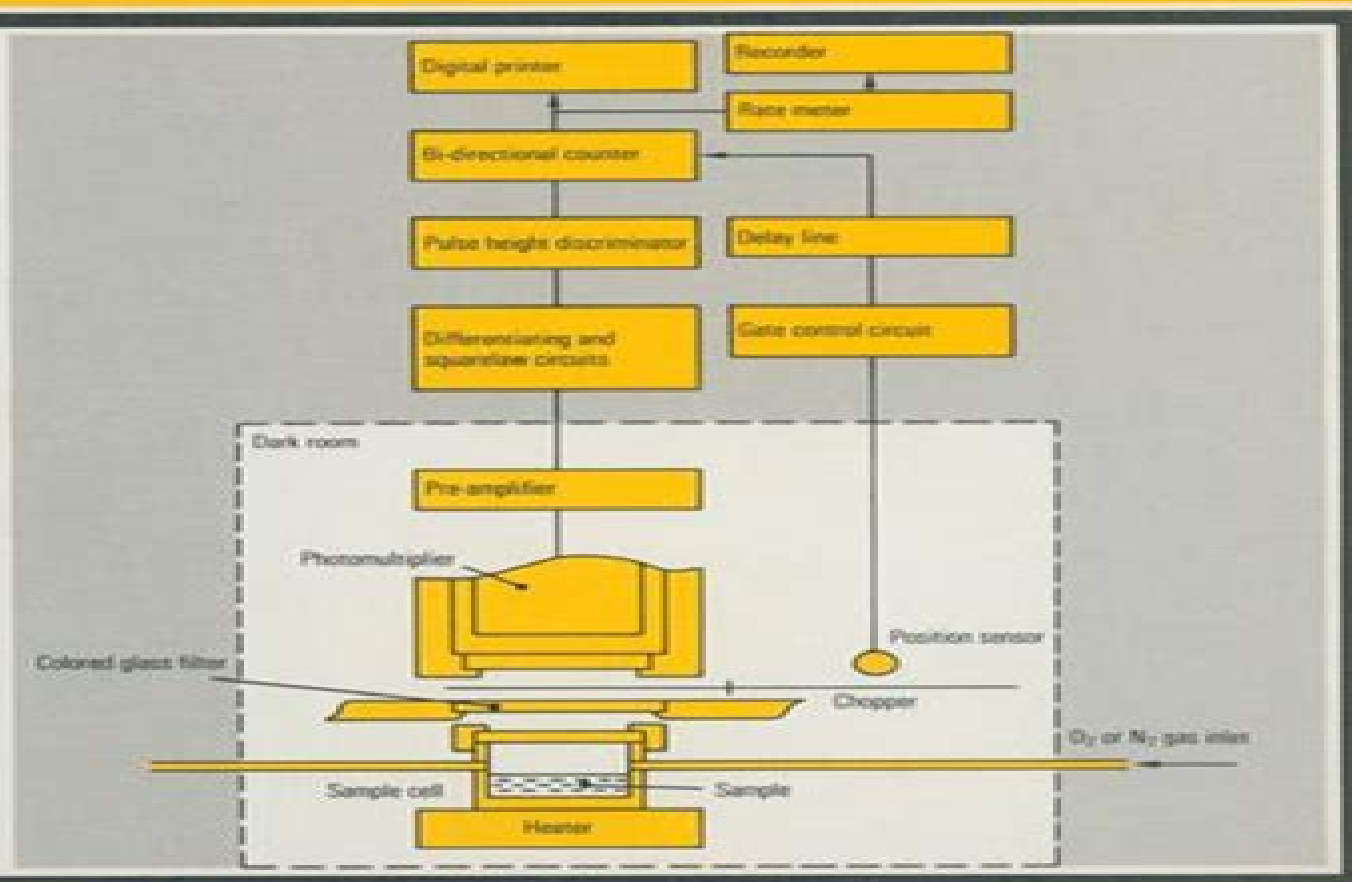 Digital printer
Recorder
Rate meter
Bi-directional counter
Pulse height discriminator
Delay line
Gate control circuit
Differentiating and
squarelaw circuits
Dark room
Pre-amplifier
Photomultiplier
Position sensor
Colored glass filter
Chopper
O₂ or N₂ gas inlet
Sample cell
Sample
Heater